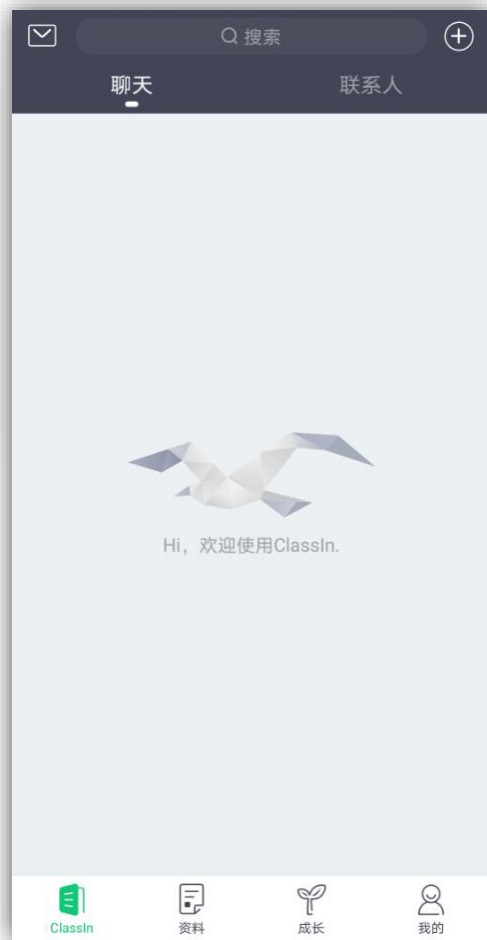 搜索
聊天
联系人
Hi，欢迎使用ClassIn.
ClassIn
资料
成长
我的